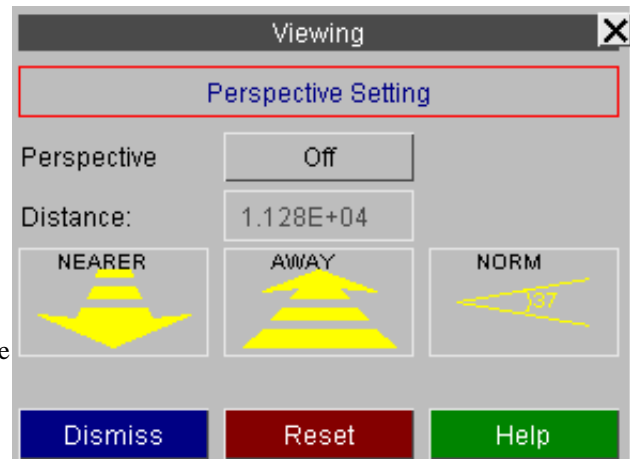 Viewing
Perspective Setting
Perspective Off
Distance: 1.128E+04
NEARER AWAY NORM
37
e
Dismiss Reset Help